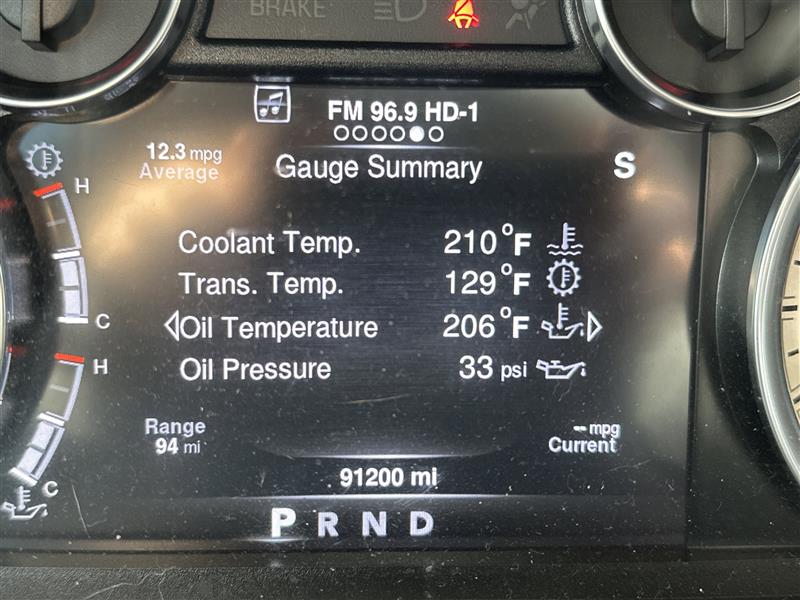 BRAKE
FM 96.9 HD-1
12.3 mpg
Average
Gauge Summary
S
H
Coolant Temp. 210°F
Trans. Temp. 129°F
C
Oil Temperature 206°F
H
Oil Pressure 33 psi
Range
94 mi
-- mpg
Current
C
91200 mi
P R N D